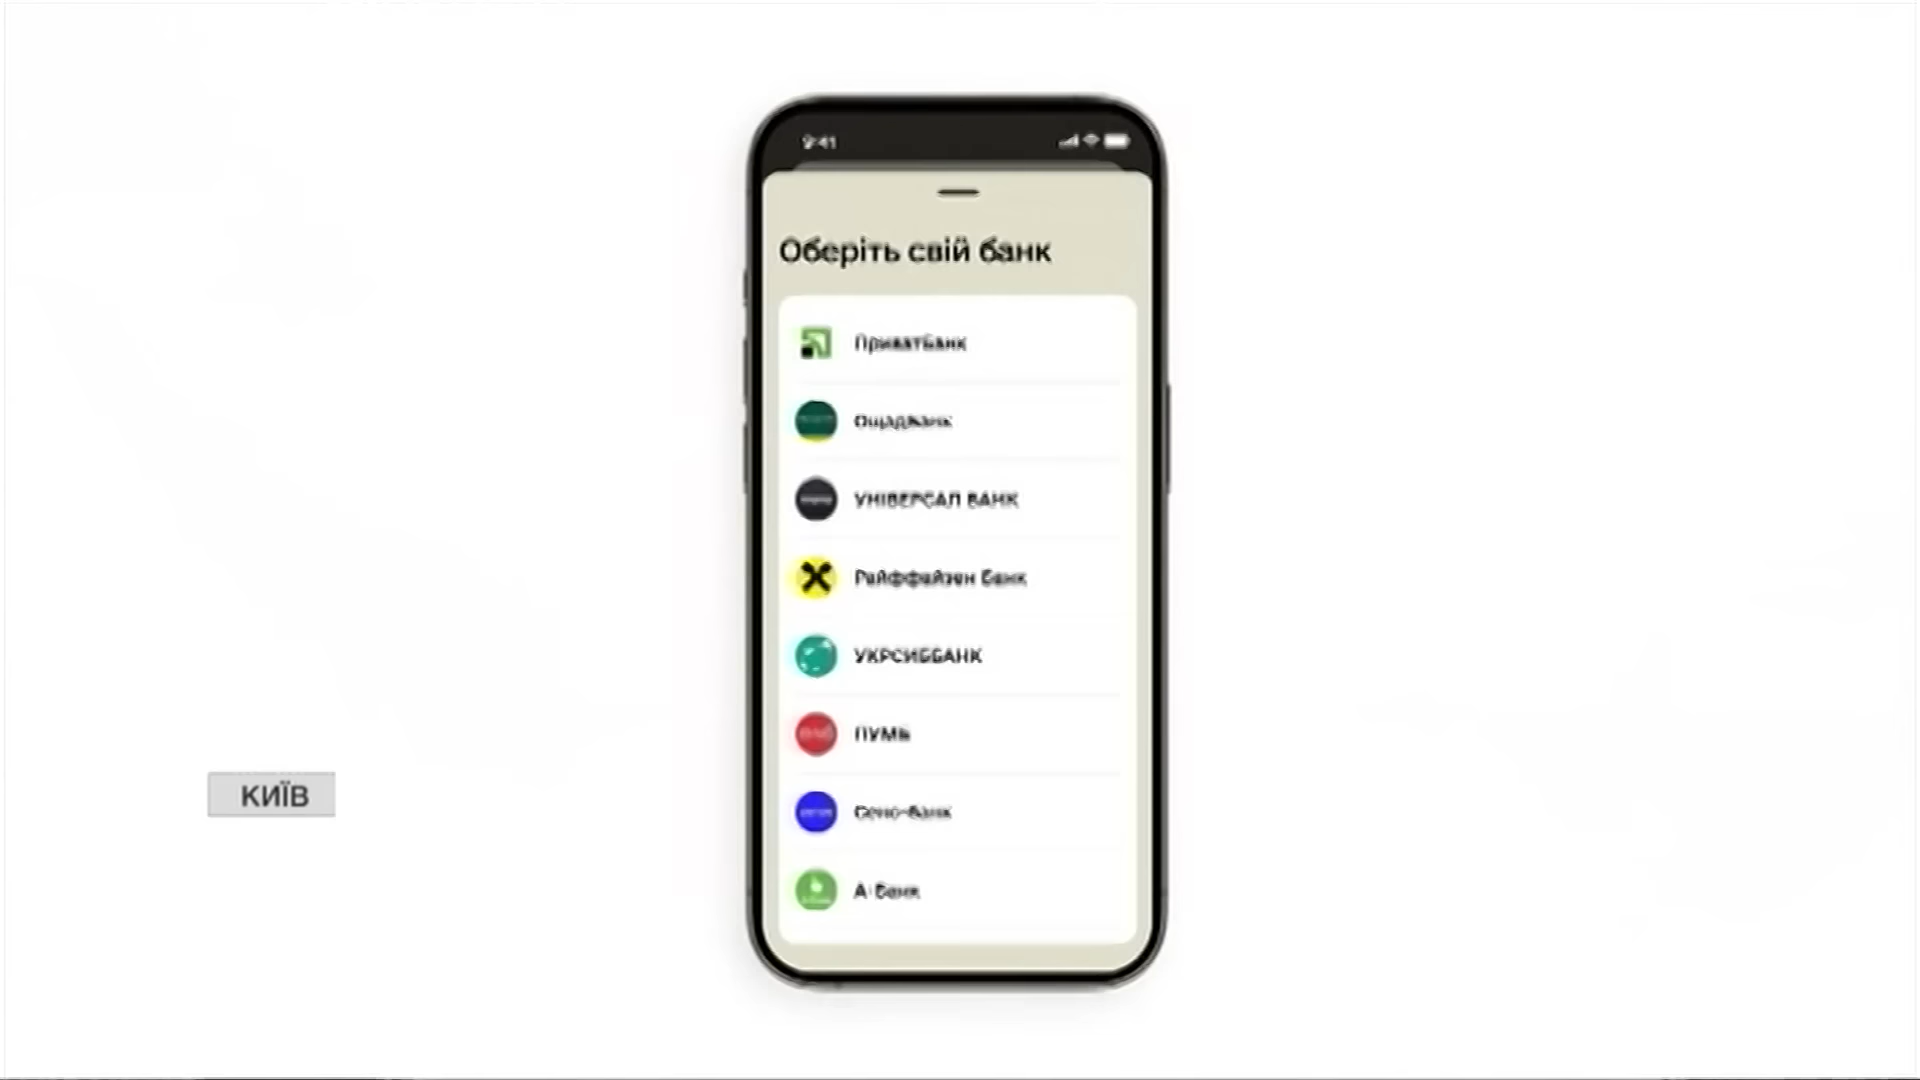 9:41
Оберіть свій банк
ПриватБанк
Ощадбанк
УНІВЕРСАЛ БАНК
Райффайзен Банк
УКРСИББАНК
ПУМБ
Сенс-Банк
А-Банк
КИЇВ